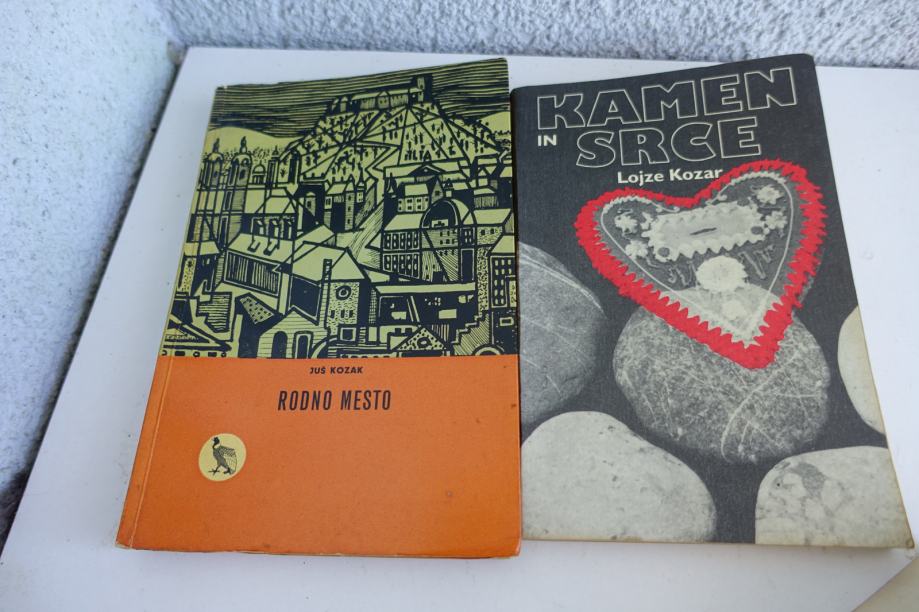 JUŠ KOZAK
RODNO MESTO
KAMEN
IN SRCE
Lojze Kozar